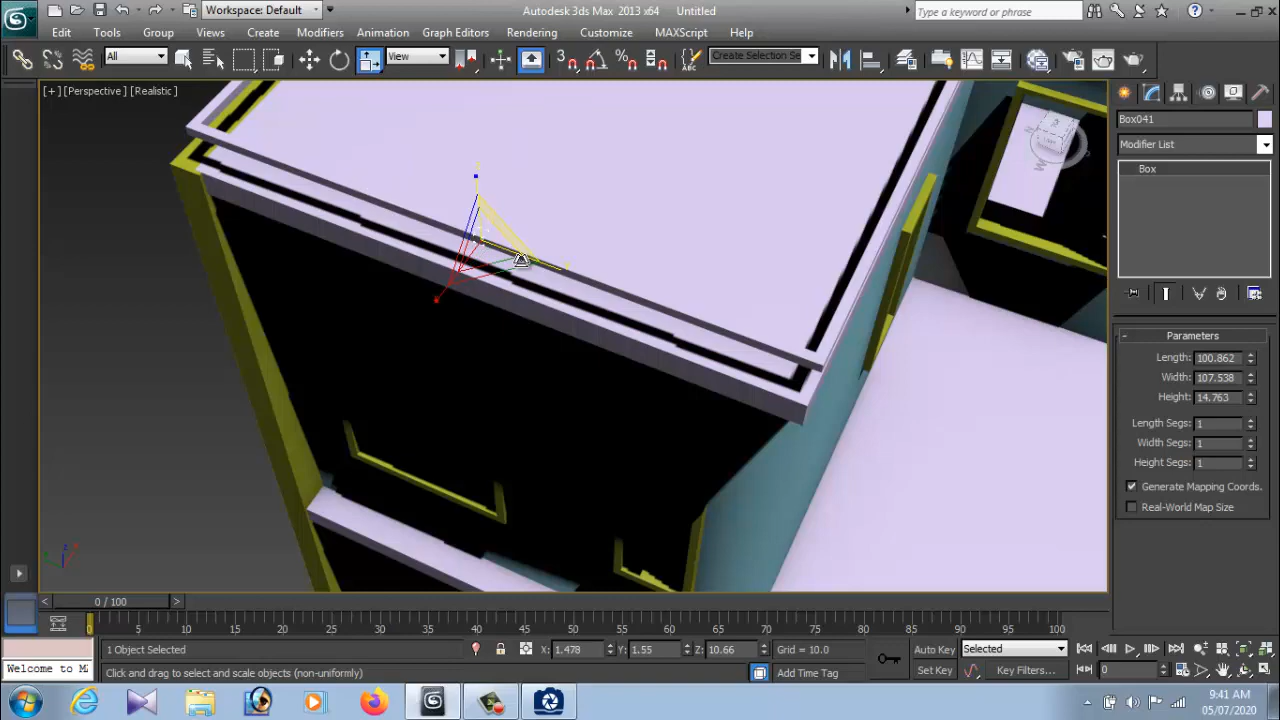 Workspace: Default
Autodesk 3ds Max 2013 x64 Untitled
Type a keyword or phrase
Edit Tools Group Views Create Modifiers Animation Graph Editors Rendering Customize MAXScript Help
All
View
Create Selection Se
[+] [Perspective] [Realistic]
Box041
Modifier List
Box
Parameters
Length: 100.862
Width: 107.538
Height: 14.763
Length Segs: 1
Width Segs: 1
Height Segs: 1
Generate Mapping Coords.
Real-World Map Size
0 / 100
0 5 10 15 20 25 30 35 40 45 50 55 60 65 70 75 80 85 90 95 100
1 Object Selected
X: 1.478 Y: 1.55 Z: 10.66 Grid = 10.0
Auto Key Selected
Welcome to M
Click and drag to select and scale objects (non-uniformly)
Add Time Tag
Set Key Key Filters... 0
9:41 AM
05/07/2020